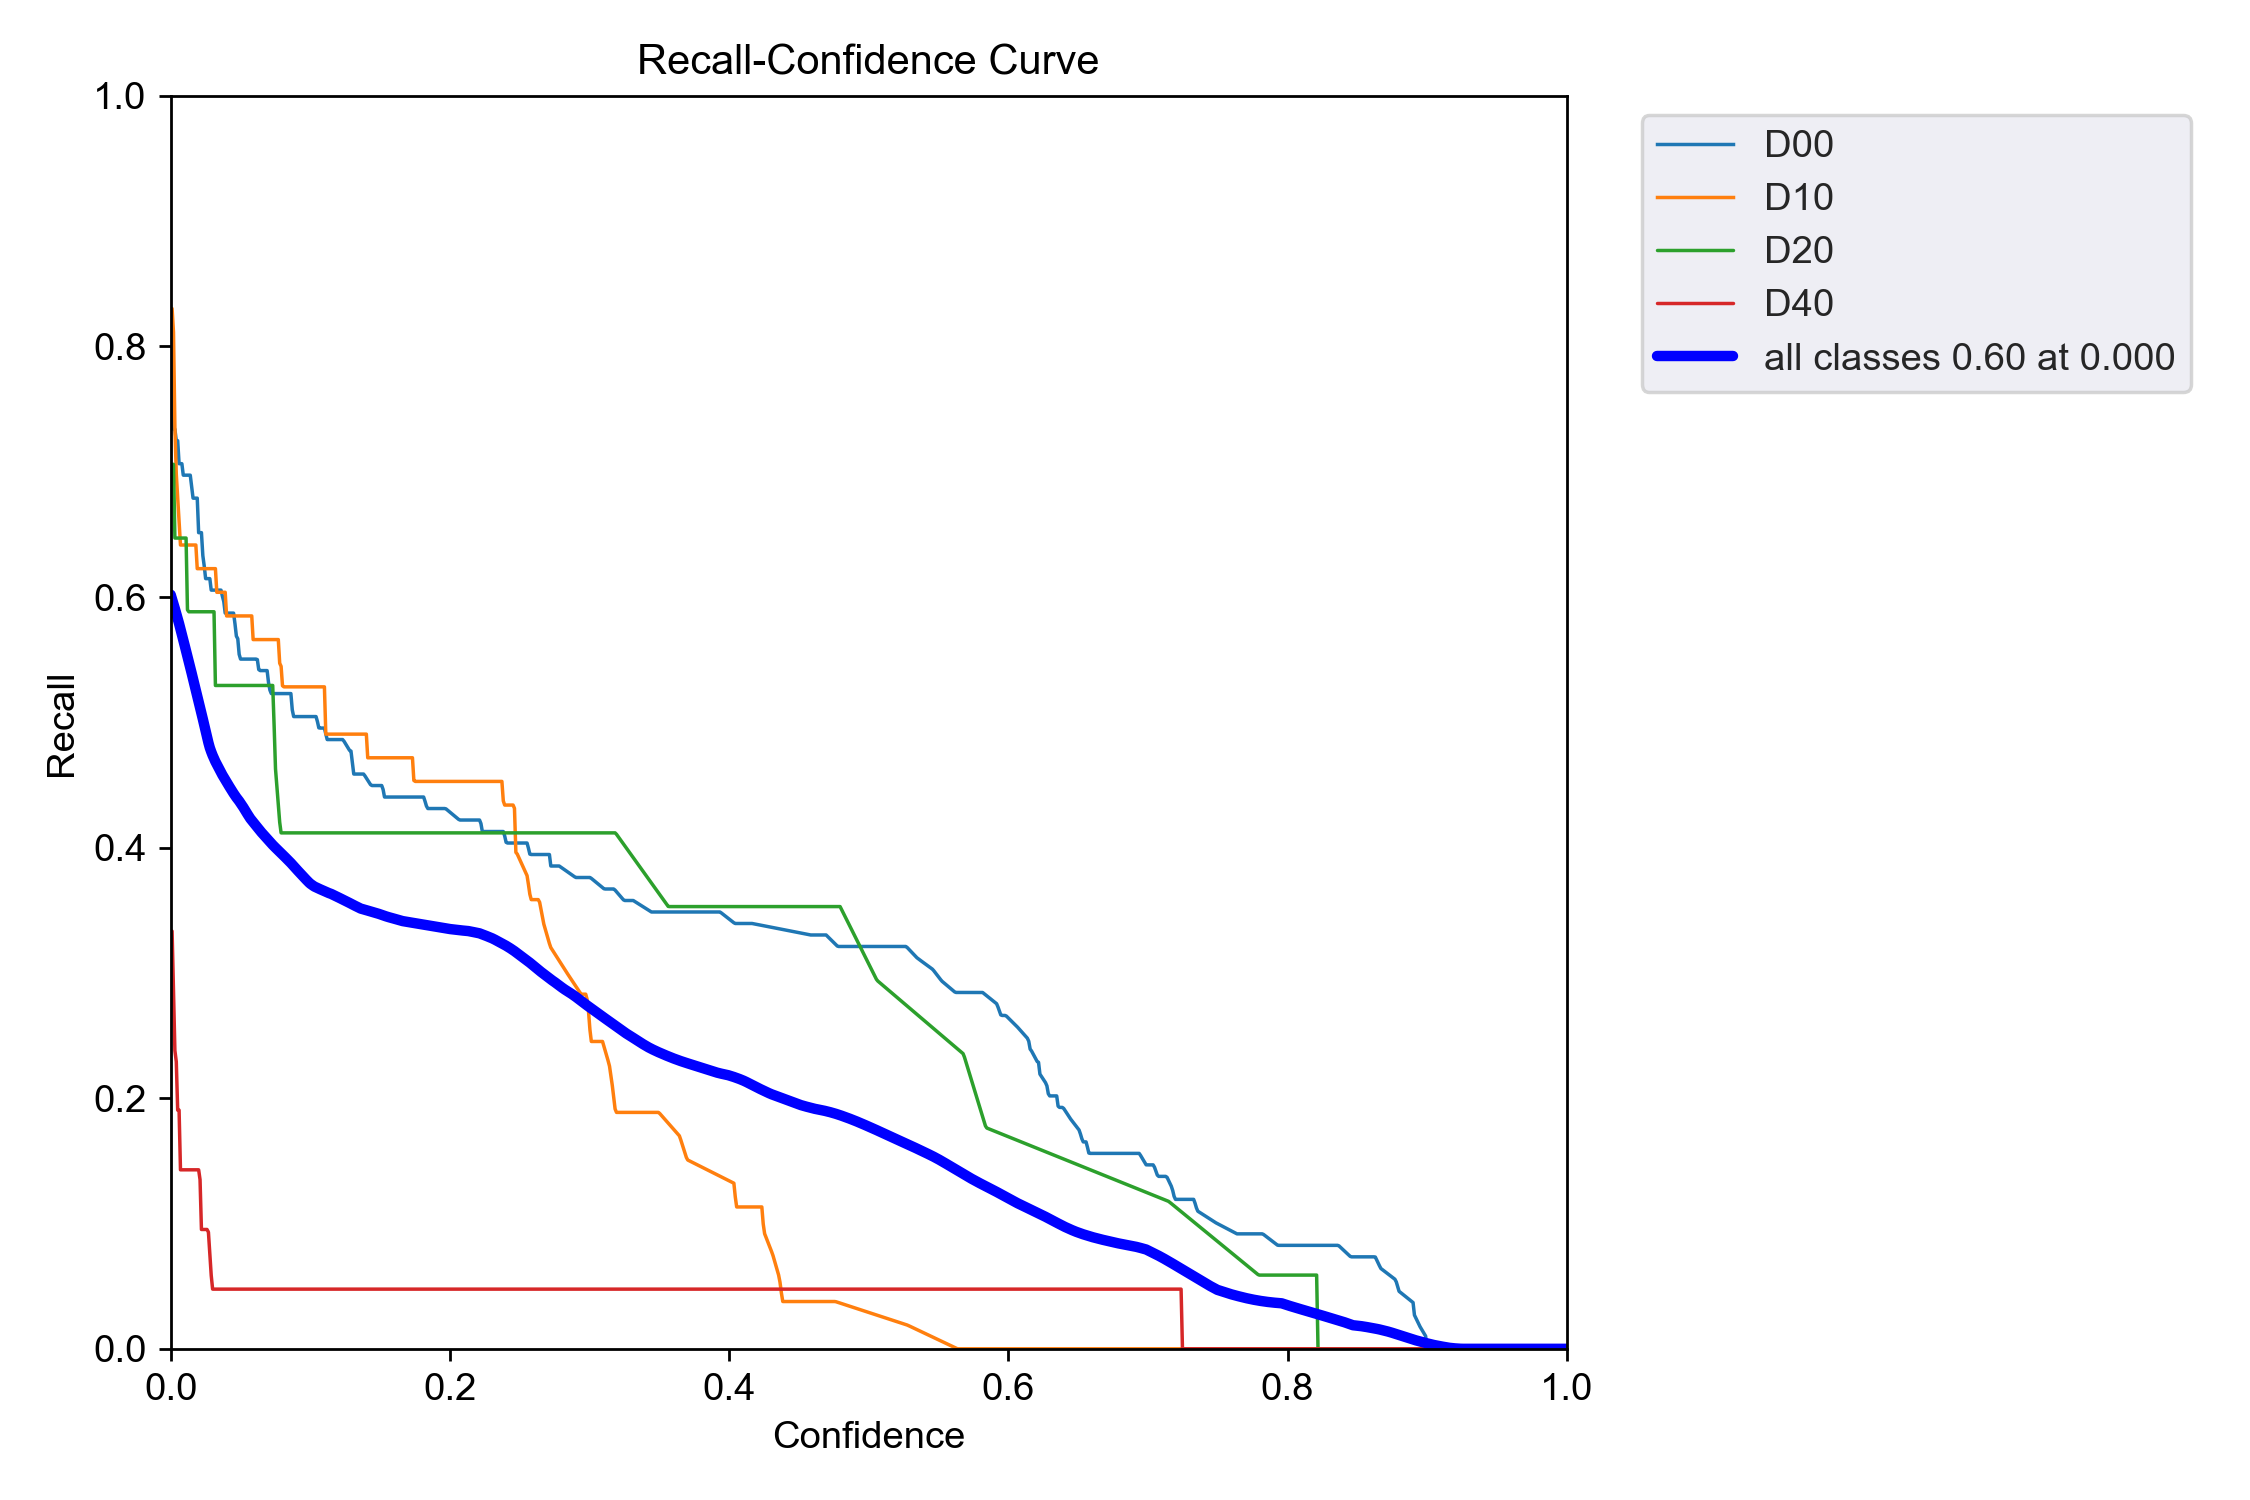 Recall-Confidence Curve
1.0
0.8
0.6
0.4
0.2
0.0
Recall
0.0 0.2 0.4 0.6 0.8 1.0
Confidence
D00
D10
D20
D40
all classes 0.60 at 0.000